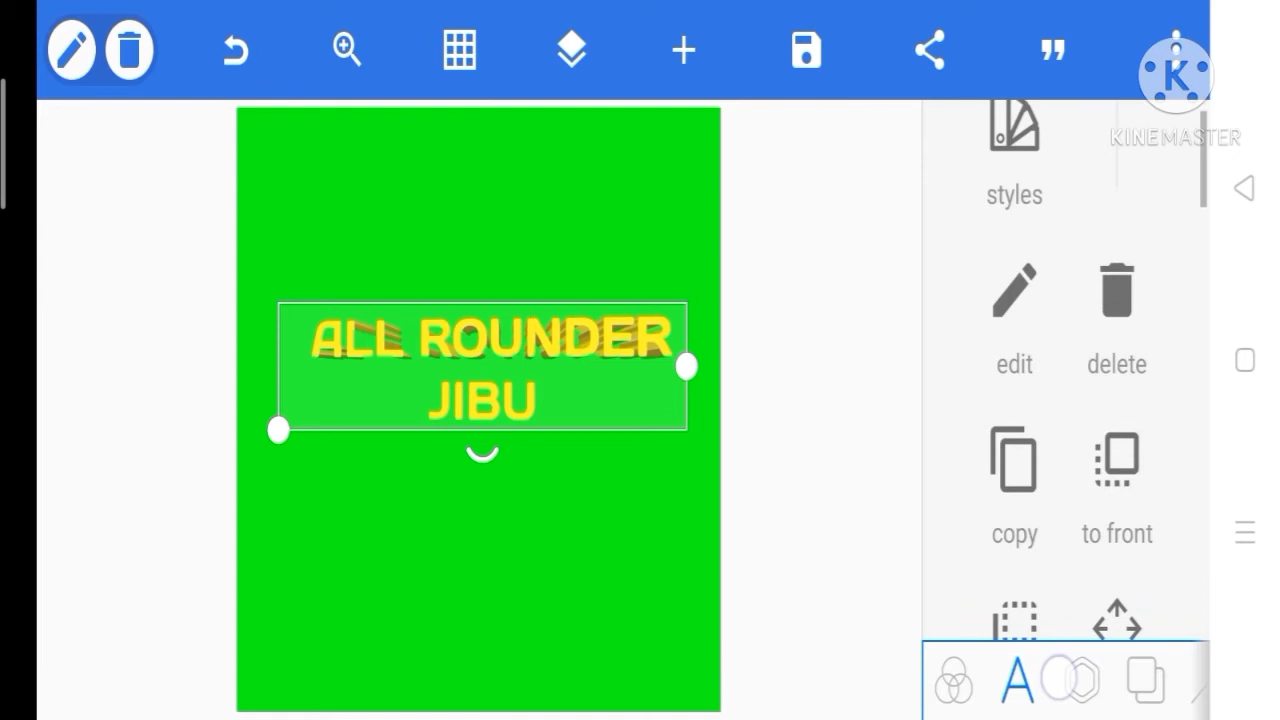 K
KINEMASTER
styles
ALL ROUNDER
JIBU
edit
delete
copy
to front
A